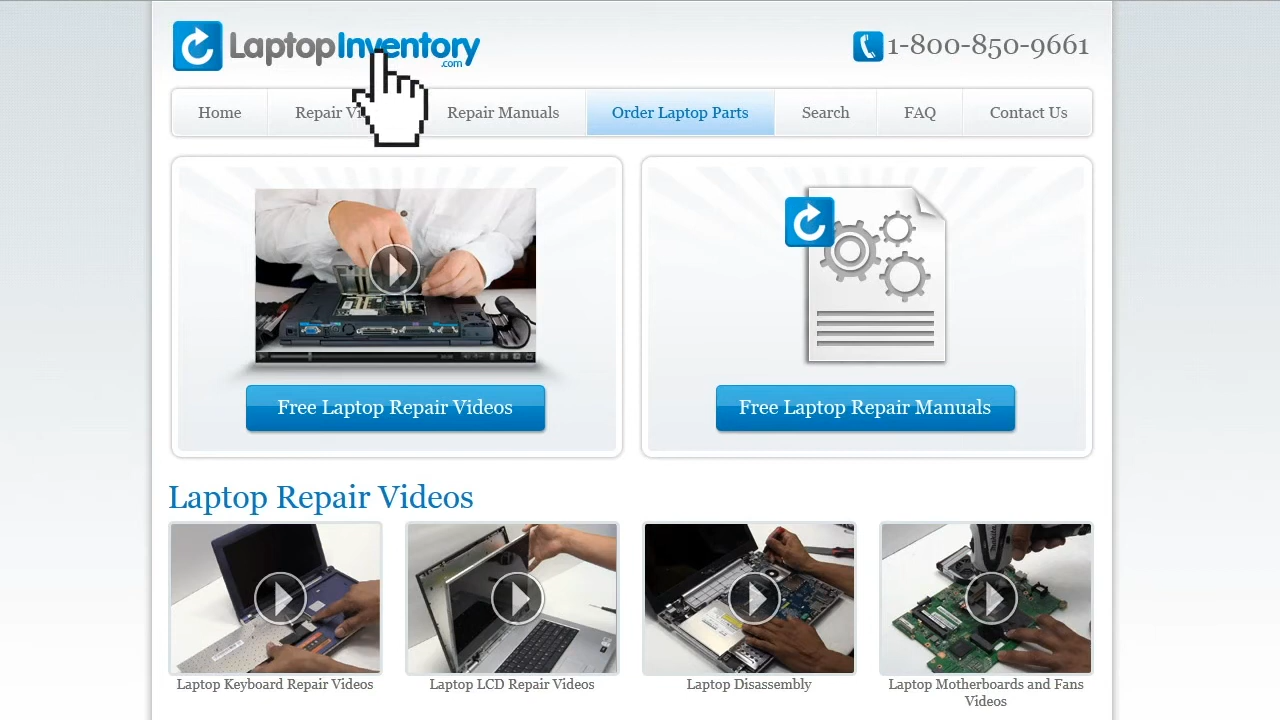 LaptopInventory
.com
1-800-850-9661
Home
Repair Vi
Repair Manuals
Order Laptop Parts
Search
FAQ
Contact Us
Free Laptop Repair Videos
Free Laptop Repair Manuals
Laptop Repair Videos
Laptop Keyboard Repair Videos
Laptop LCD Repair Videos
Laptop Disassembly
Laptop Motherboards and Fans
Videos